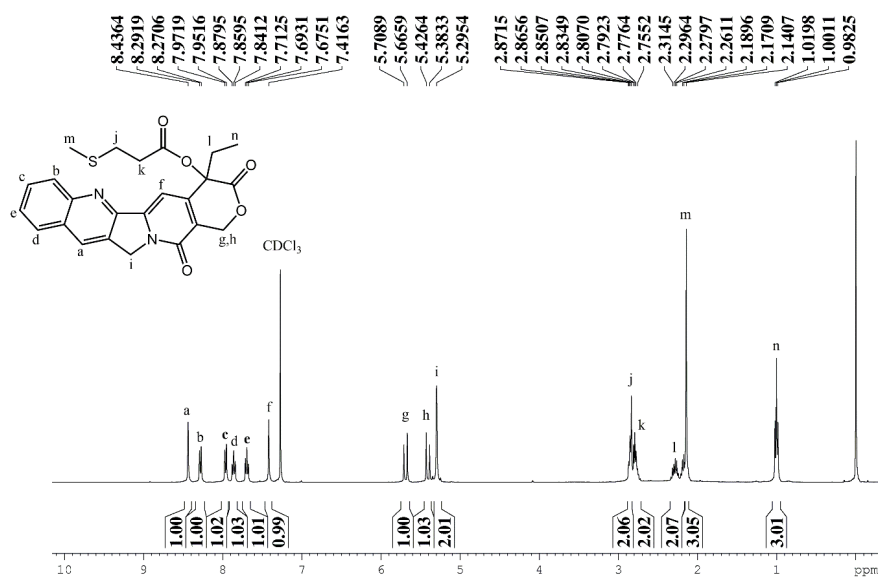 8.4364
8.2919
8.2706
7.9719
7.9516
7.8795
7.8595
7.8412
7.7125
7.6931
7.6751
7.4163
5.7089
5.6659
5.4264
5.3833
5.2954
2.8715
2.8656
2.8507
2.8349
2.8070
2.7923
2.7764
2.7552
2.3145
2.2964
2.2797
2.2611
2.1896
2.1709
2.1407
1.0198
1.0011
0.9825
m
j
O
l
n
S
k
O
O
b
f
c
N
O
e
N
g,h
d
a
i
O
CDCl3
a
b
c
d
e
f
g
h
i
j
k
l
m
n
1.00
1.00
1.02
1.03
1.01
0.99
1.00
1.03
2.01
2.06
2.02
2.07
3.05
3.01
10 9 8 7 6 5 4 3 2 1 ppm